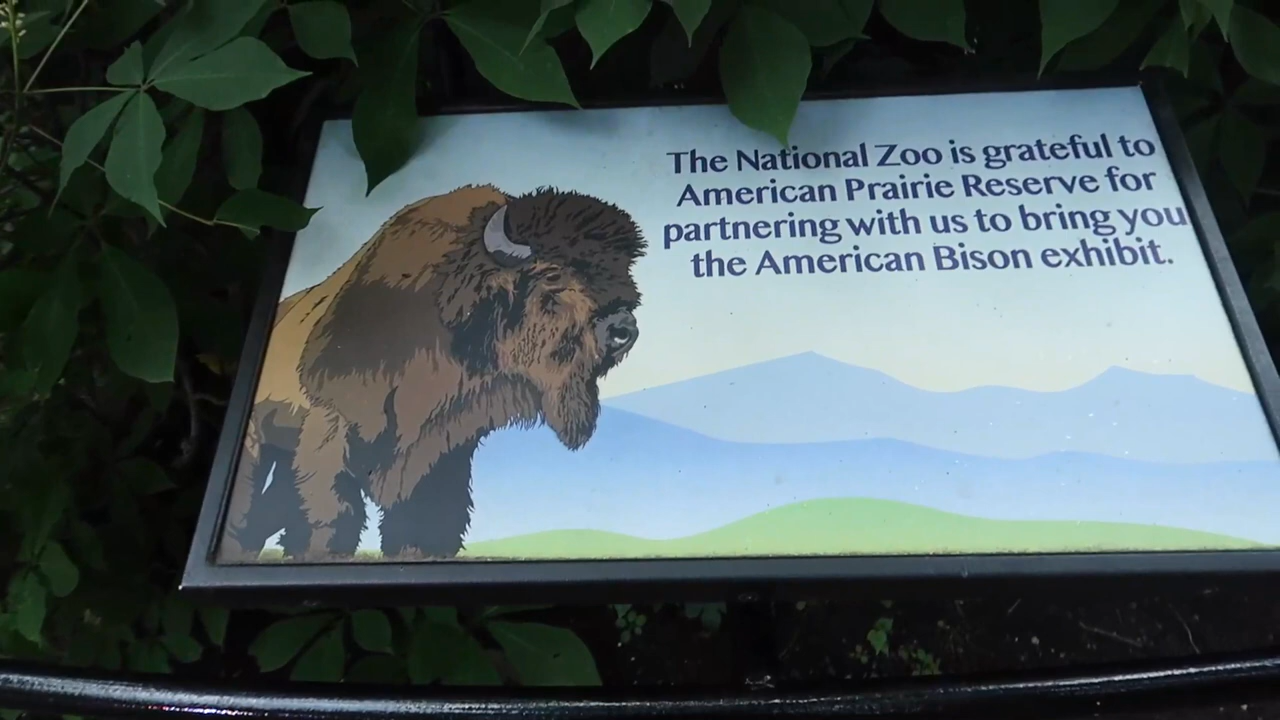 The National Zoo is grateful to
American Prairie Reserve for
partnering with us to bring you
the American Bison exhibit.